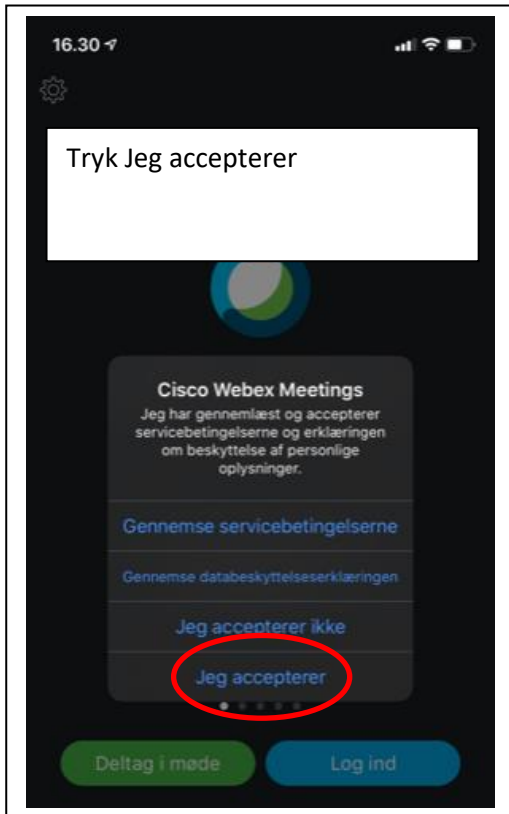 16.30
Tryk Jeg accepterer
Cisco Webex Meetings
Jeg har gennemlæst og accepterer
servicebetingelserne og erklæringen
om beskyttelse af personlige
oplysninger.
Gennemse servicebetingelserne
Gennemse databeskyttelseserklæringen
Jeg accepterer ikke
Jeg accepterer
Deltag i møde
Log ind